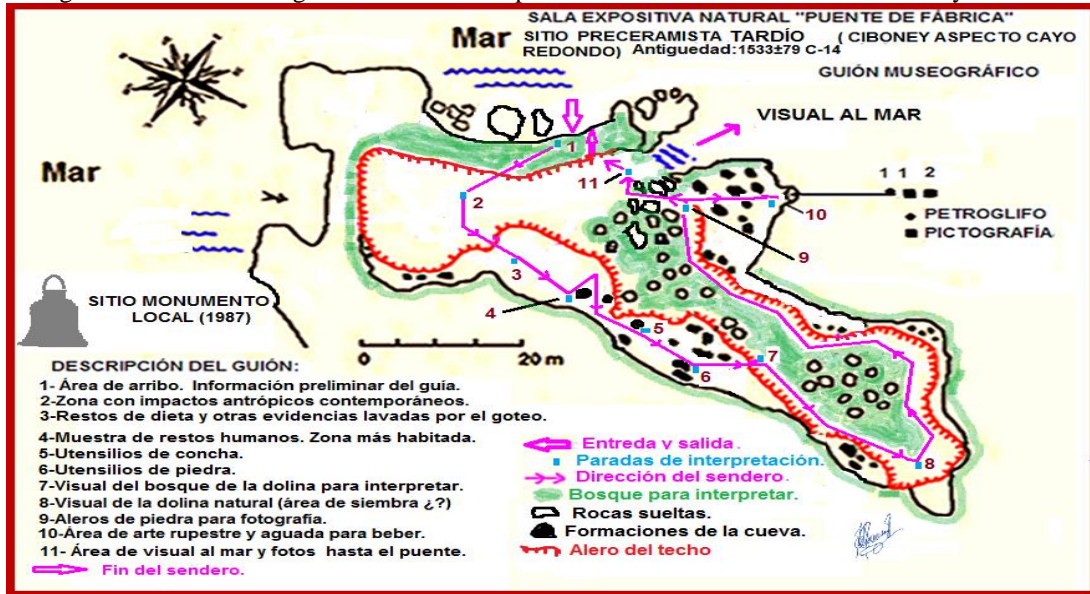 SALA EXPOSITIVA NATURAL "PUENTE DE FÁBRICA"
Mar
SITIO PRECERAMISTA TARDÍO ( CIBONEY ASPECTO CAYO
REDONDO) Antiguedad:1533±79 C-14
GUIÓN MUSEOGRÁFICO
VISUAL AL MAR
Mar
1
11
2
1 1 2
10
PETROGLIFO
PICTOGRAFÍA
9
3
4
SITIO MONUMENTO
LOCAL (1987)
0 20 m
5
6
7
8
DESCRIPCIÓN DEL GUIÓN:
1- Área de arribo. Información preliminar del guía.
2-Zona con impactos antrópicos contemporáneos.
3-Restos de dieta y otras evidencias lavadas por el goteo.
4-Muestra de restos humanos. Zona más habitada.
5-Utensilios de concha.
6-Utensilios de piedra.
7-Visual del bosque de la dolina para interpretar.
8-Visual de la dolina natural (área de siembra ¿?)
9-Aleros de piedra para fotografía.
10-Área de arte rupestre y aguada para beber.
11- Área de visual al mar y fotos hasta el puente.
Fin del sendero.
Entreda y salida.
Paradas de interpretación.
Dirección del sendero.
Bosque para interpretar.
Rocas sueltas.
Formaciones de la cueva.
Alero del techo